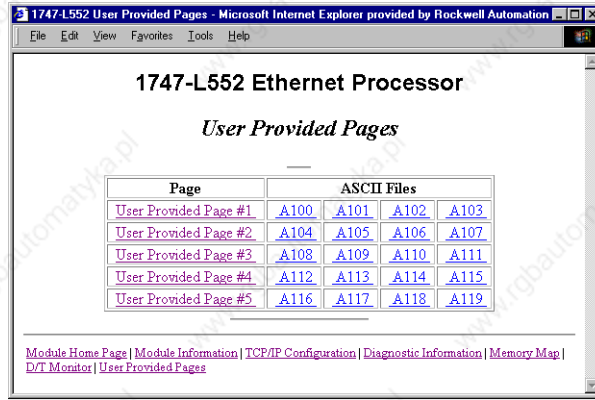 1747-L552 User Provided Pages - Microsoft Internet Explorer provided by Rockwell Automation
File Edit View Favorites Tools Help
1747-L552 Ethernet Processor
User Provided Pages
Page ASCII Files
User Provided Page #1 A100 A101 A102 A103
User Provided Page #2 A104 A105 A106 A107
User Provided Page #3 A108 A109 A110 A111
User Provided Page #4 A112 A113 A114 A115
User Provided Page #5 A116 A117 A118 A119
Module Home Page | Module Information | TCP/IP Configuration | Diagnostic Information | Memory Map |
D/T Monitor | User Provided Pages